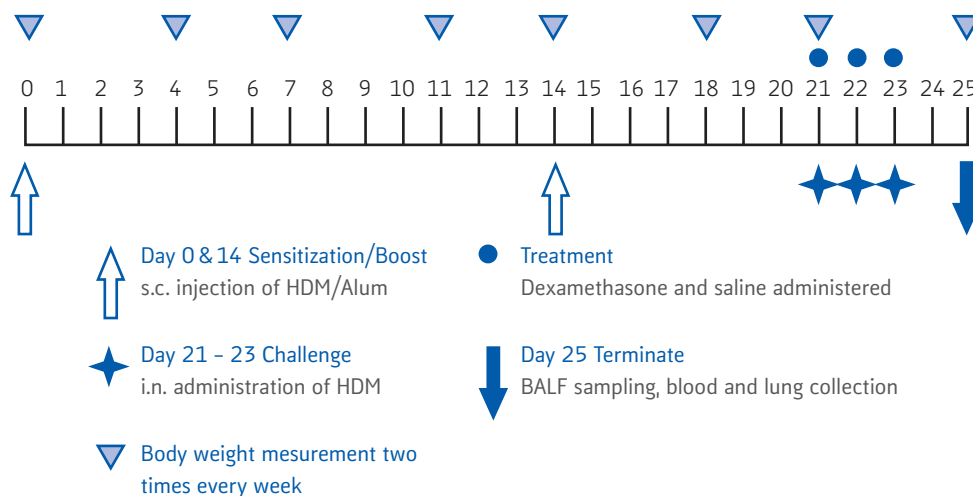 0 1 2 3 4 5 6 7 8 9 10 11 12 13 14 15 16 17 18 19 20 21 22 23 24 25
Day 0 & 14 Sensitization/Boost
s.c. injection of HDM/Alum
Treatment
Dexamethasone and saline administered
Day 21 – 23 Challenge
i.n. administration of HDM
Day 25 Terminate
BALF sampling, blood and lung collection
Body weight mesurement two
times every week